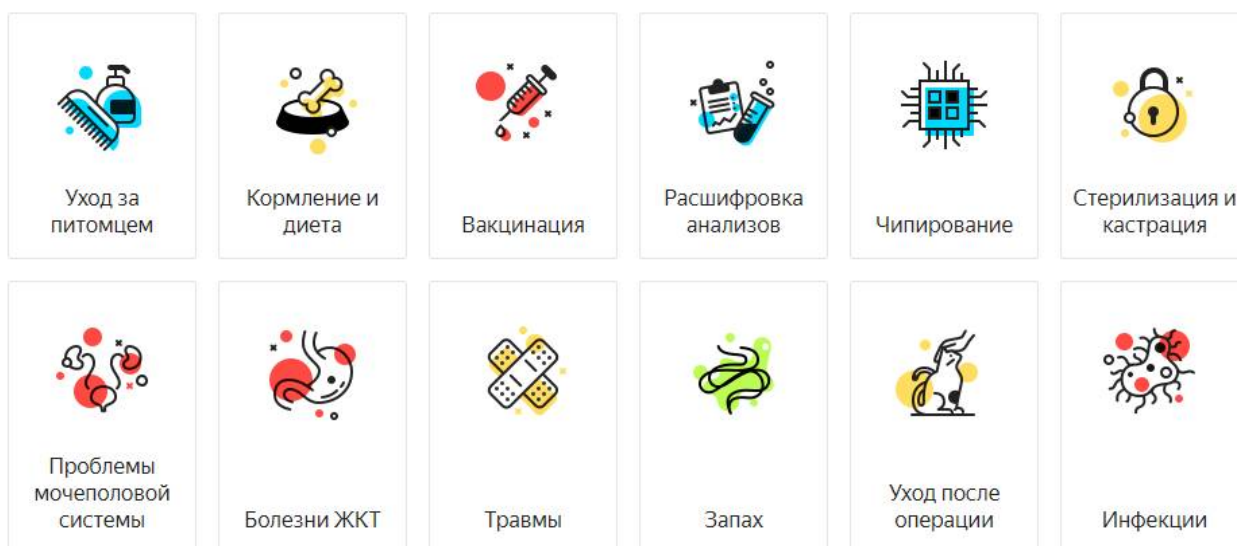 Уход за
питомцем
Кормление и
диета
Вакцинация
Расшифровка
анализов
Чипирование
Стерилизация и
кастрация
Проблемы
мочеполовой
системы
Болезни ЖКТ
Травмы
Запах
Уход после
операции
Инфекции